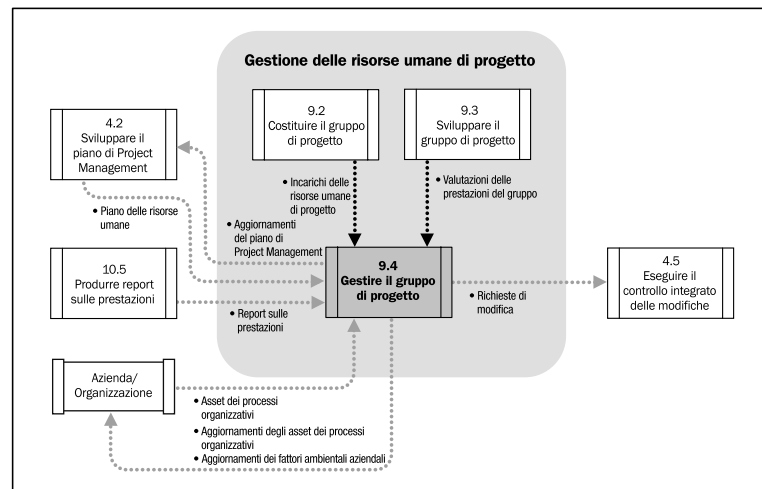 Gestione delle risorse umane di progetto
9.2
Costituire il gruppo
di progetto
9.3
Sviluppare il
gruppo di progetto
4.2
Sviluppare il
piano di Project
Management
• Incarichi delle
risorse umane
di progetto
• Valutazioni delle
prestazioni del gruppo
• Piano delle risorse
umane
• Aggiornamenti
del piano di
Project Management
9.4
Gestire il gruppo
di progetto
10.5
Produrre report
sulle prestazioni
4.5
Eseguire il
controllo integrato
delle modifiche
• Report sulle
prestazioni
• Richieste di
modifica
Azienda/
Organizzazione
• Asset dei processi
organizzativi
• Aggiornamenti degli asset dei processi
organizzativi
• Aggiornamenti dei fattori ambientali aziendali